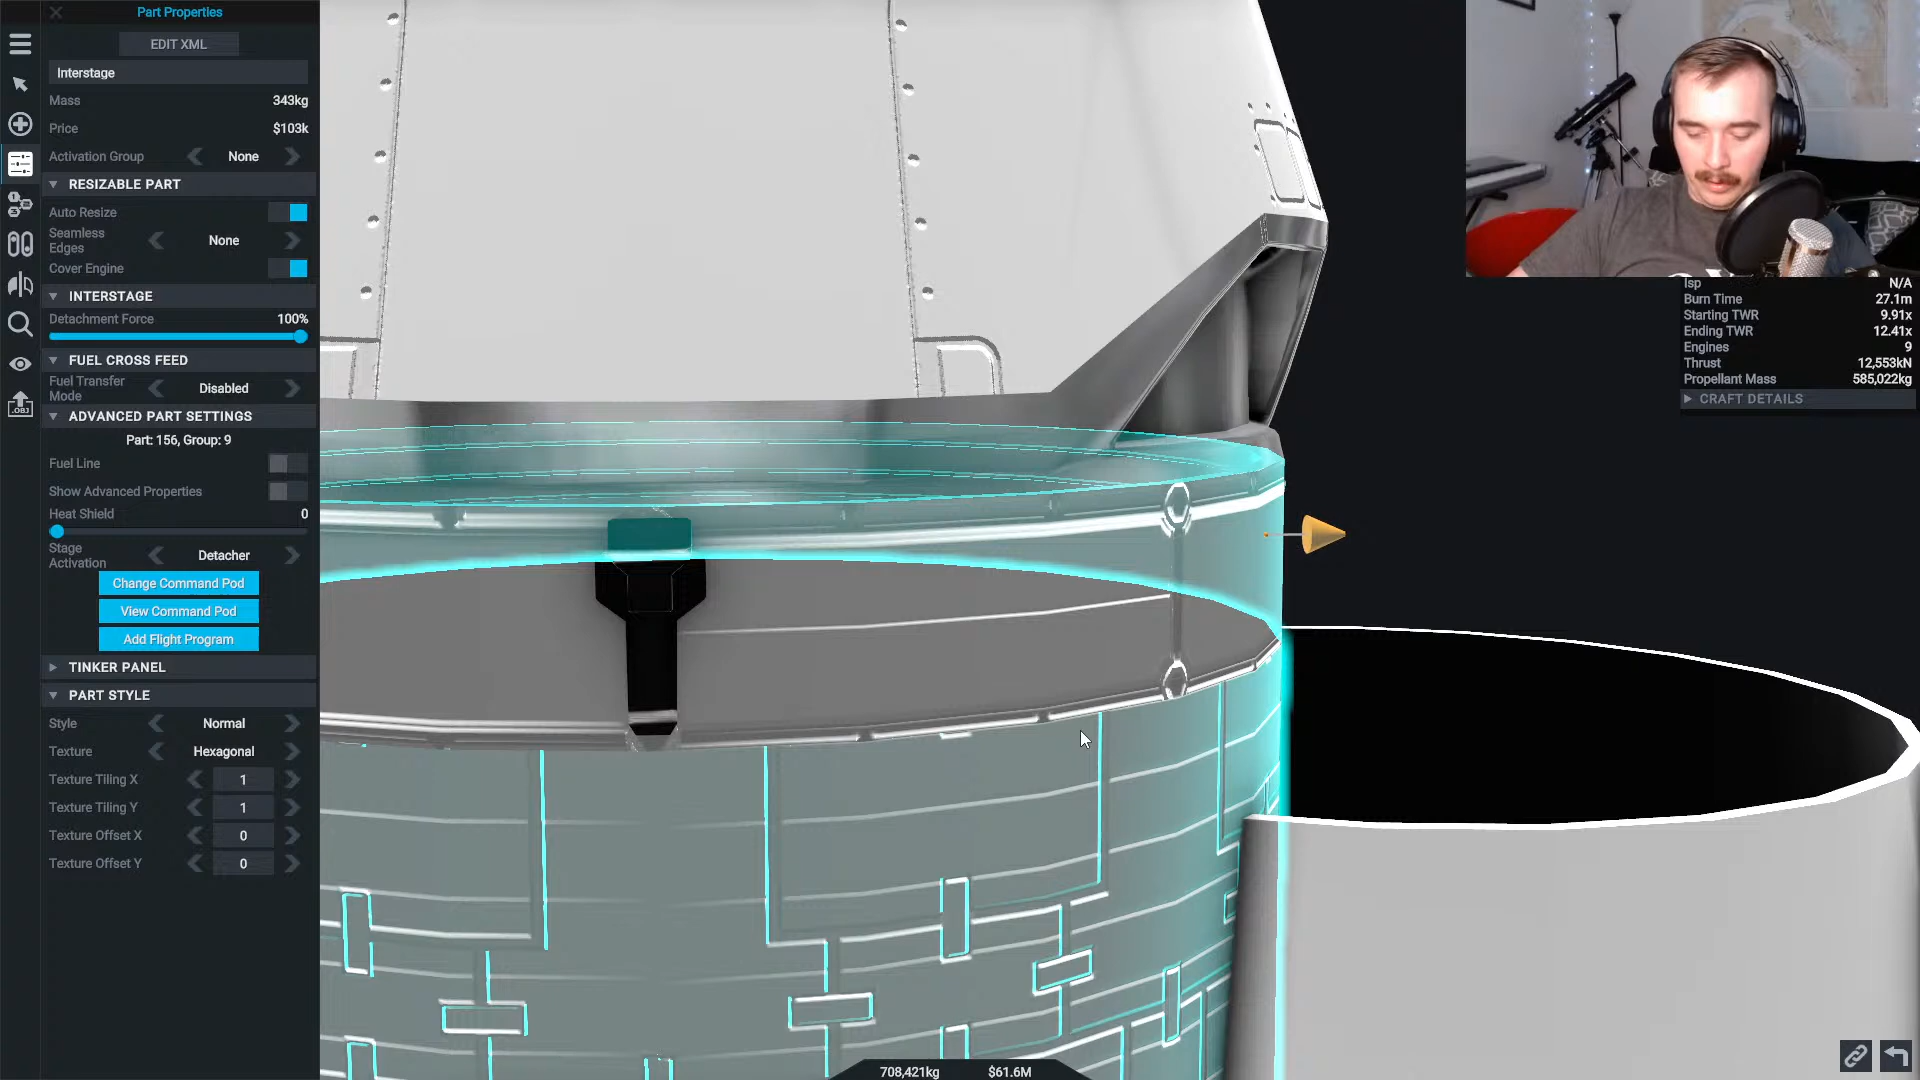 Part Properties
EDIT XML
Interstage
Mass 343kg
Price $103k
Activation Group None
RESIZABLE PART
Auto Resize
Seamless Edges None
Cover Engine
INTERSTAGE
Detachment Force 100%
FUEL CROSS FEED
Fuel Transfer Mode Disabled
ADVANCED PART SETTINGS
Part: 156, Group: 9
Fuel Line
Show Advanced Properties
Heat Shield 0
Stage Activation Detacher
Change Command Pod
View Command Pod
Add Flight Program
TINKER PANEL
PART STYLE
Style Normal
Texture Hexagonal
Texture Tiling X 1
Texture Tiling Y 1
Texture Offset X 0
Texture Offset Y 0
.OBJ
Isp N/A
Burn Time 27.1m
Starting TWR 9.91x
Ending TWR 12.41x
Engines 9
Thrust 12,553kN
Propellant Mass 585,022kg
CRAFT DETAILS
708,421kg $61.6M